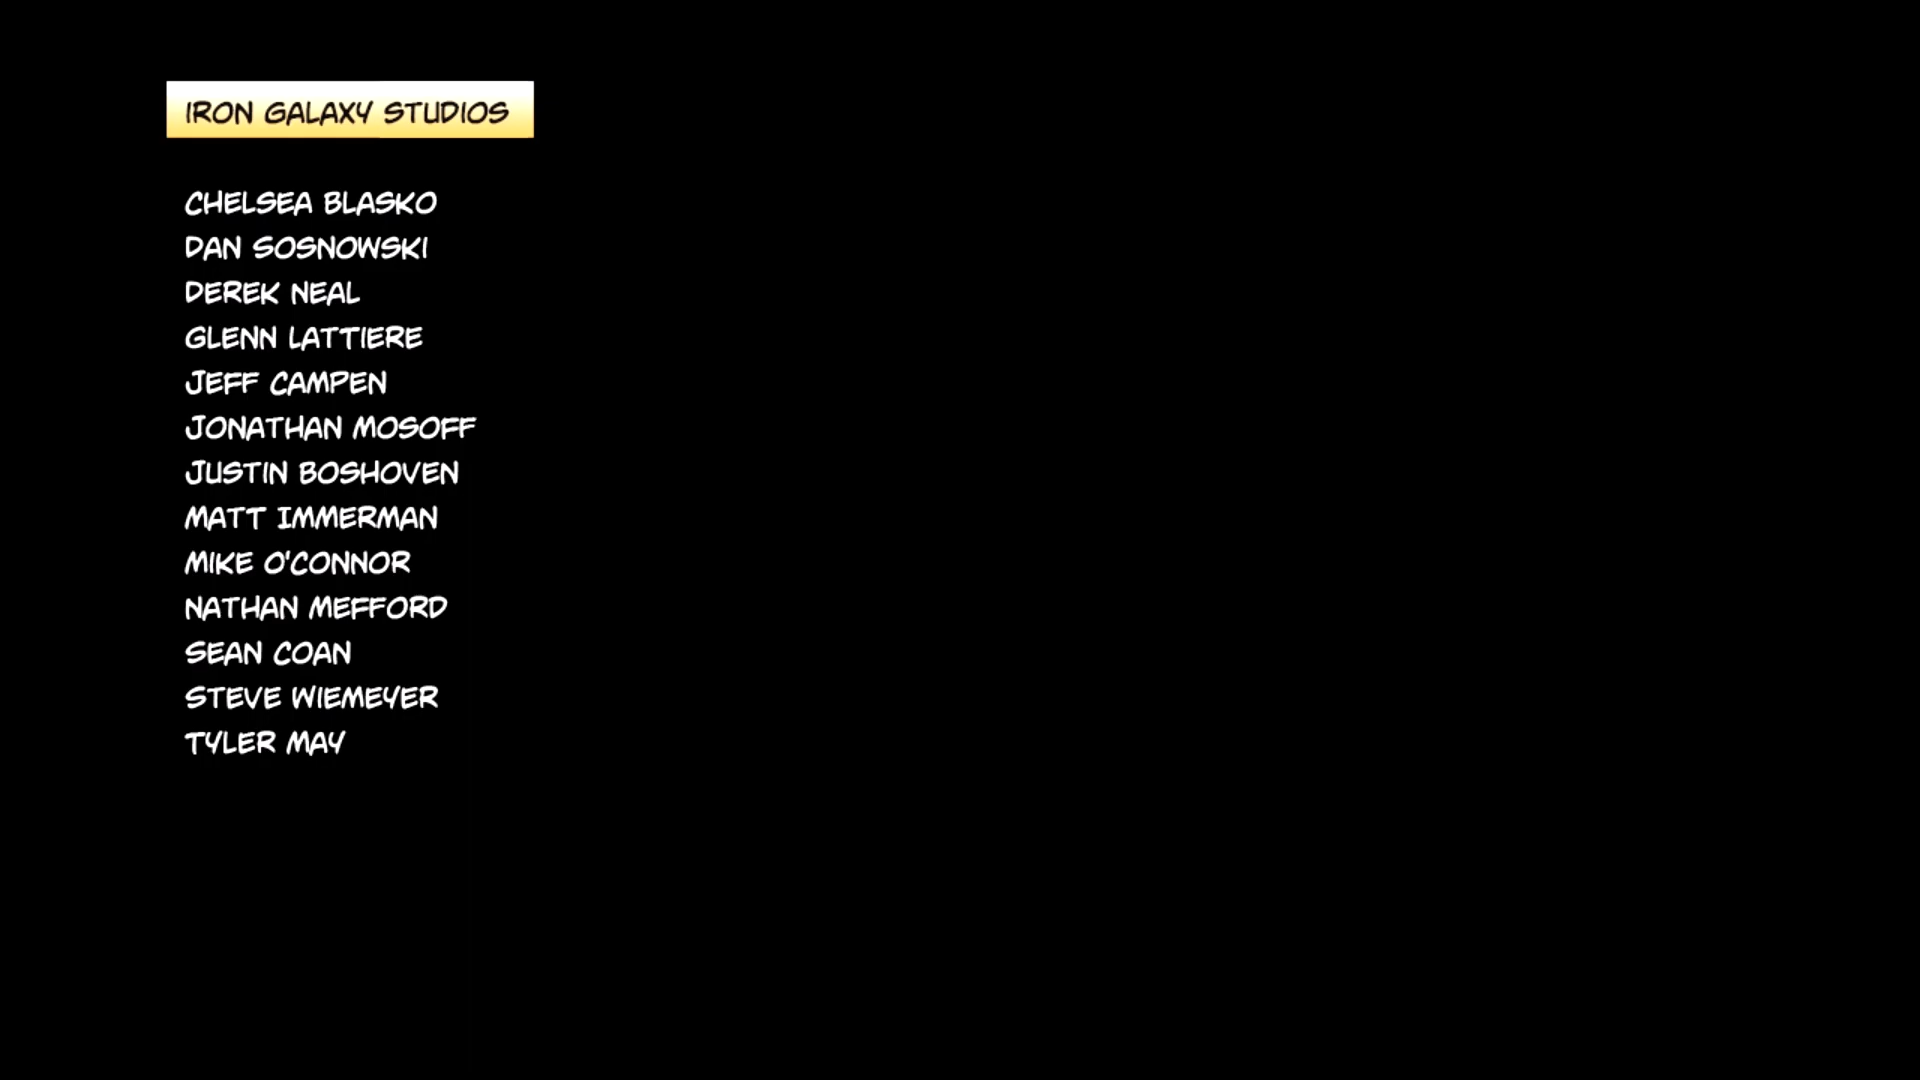 IRON GALAXY STUDIOS
CHELSEA BLASKO
DAN SOSNOWSKI
DEREK NEAL
GLENN LATTIERE
JEFF CAMPEN
JONATHAN MOSOFF
JUSTIN BOSHOVEN
MATT IMMERMAN
MIKE O'CONNOR
NATHAN MEFFORD
SEAN COAN
STEVE WIEMEYER
TYLER MAY